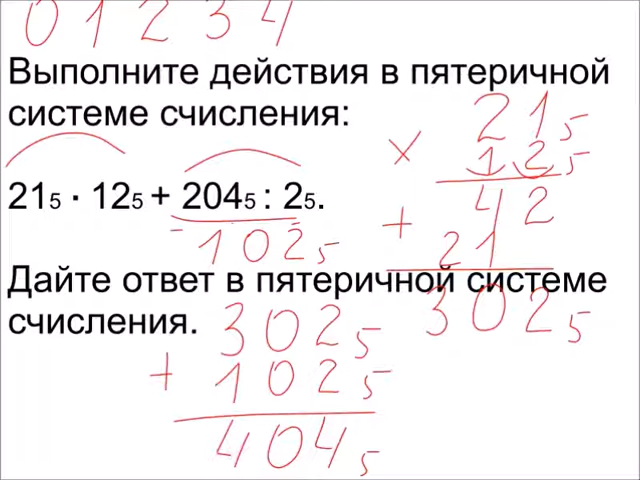 0 1 2 3 4
Выполните действия в пятеричной
системе счисления:
21₅ · 12₅ + 204₅ : 2₅.
102₅
21₅
× 12₅
42
+ 21
302₅
Дайте ответ в пятеричной системе
счисления.
302₅
+ 102₅
404₅